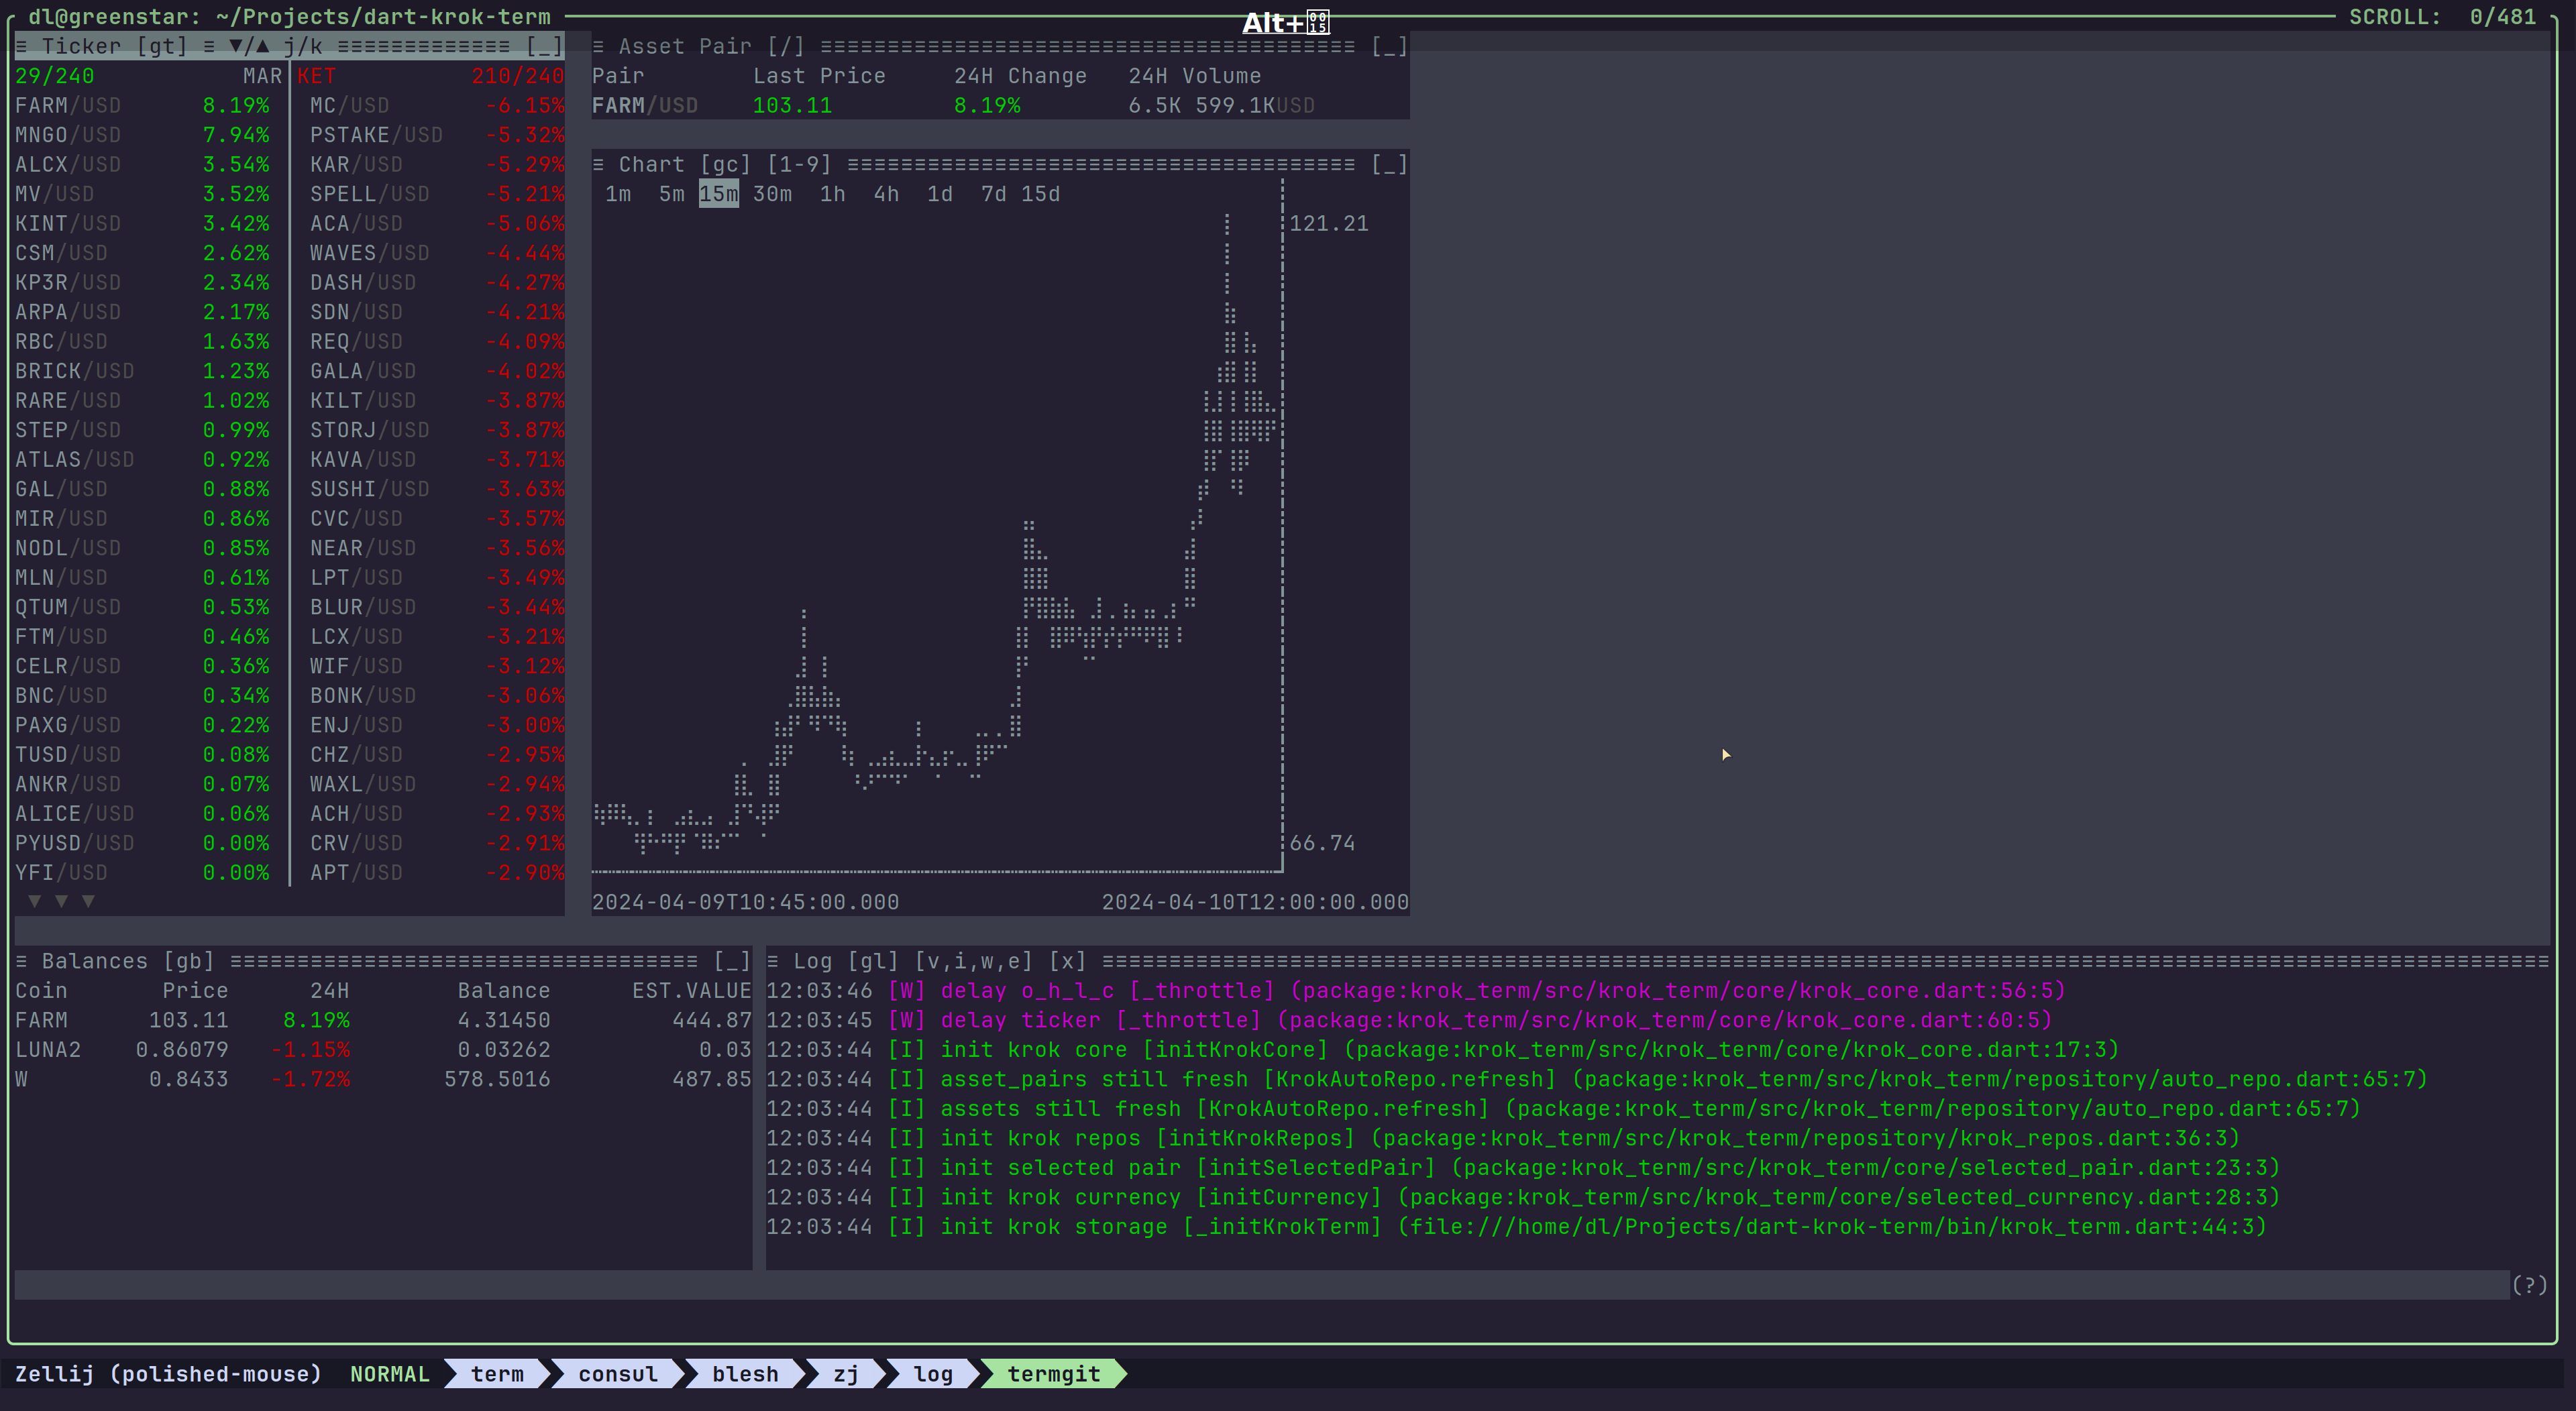 dl@greenstar: ~/Projects/dart-krok-term SCROLL: 0/481
Alt+
≡ Ticker [gt] ≡ ▼/▲ j/k ≡≡≡≡≡≡≡≡≡≡≡≡≡ [_]
29/240 MAR KET 210/240
FARM/USD 8.19% MC/USD -6.15%
MNGO/USD 7.94% PSTAKE/USD -5.32%
ALCX/USD 3.54% KAR/USD -5.29%
MV/USD 3.52% SPELL/USD -5.21%
KINT/USD 3.42% ACA/USD -5.06%
CSM/USD 2.62% WAVES/USD -4.44%
KP3R/USD 2.34% DASH/USD -4.27%
ARPA/USD 2.17% SDN/USD -4.21%
RBC/USD 1.63% REQ/USD -4.09%
BRICK/USD 1.23% GALA/USD -4.02%
RARE/USD 1.02% KILT/USD -3.87%
STEP/USD 0.99% STORJ/USD -3.87%
ATLAS/USD 0.92% KAVA/USD -3.71%
GAL/USD 0.88% SUSHI/USD -3.63%
MIR/USD 0.86% CVC/USD -3.57%
NODL/USD 0.85% NEAR/USD -3.56%
MLN/USD 0.61% LPT/USD -3.49%
QTUM/USD 0.53% BLUR/USD -3.44%
FTM/USD 0.46% LCX/USD -3.21%
CELR/USD 0.36% WIF/USD -3.12%
BNC/USD 0.34% BONK/USD -3.06%
PAXG/USD 0.22% ENJ/USD -3.00%
TUSD/USD 0.08% CHZ/USD -2.95%
ANKR/USD 0.07% WAXL/USD -2.94%
ALICE/USD 0.06% ACH/USD -2.93%
PYUSD/USD 0.00% CRV/USD -2.91%
YFI/USD 0.00% APT/USD -2.90%
▼ ▼ ▼
≡ Asset Pair [/] ≡≡≡≡≡≡≡≡≡≡≡≡≡≡≡≡≡≡≡≡≡≡≡≡≡≡≡≡≡≡≡≡≡≡≡≡≡≡≡≡ [_]
Pair Last Price 24H Change 24H Volume
FARM/USD 103.11 8.19% 6.5K 599.1KUSD
≡ Chart [gc] [1-9] ≡≡≡≡≡≡≡≡≡≡≡≡≡≡≡≡≡≡≡≡≡≡≡≡≡≡≡≡≡≡≡≡≡≡≡≡≡≡ [_]
1m 5m 15m 30m 1h 4h 1d 7d 15d
121.21
66.74
2024-04-09T10:45:00.000 2024-04-10T12:00:00.000
≡ Balances [gb] ≡≡≡≡≡≡≡≡≡≡≡≡≡≡≡≡≡≡≡≡≡≡≡≡≡≡≡≡≡≡≡≡≡≡≡ [_]
Coin Price 24H Balance EST.VALUE
FARM 103.11 8.19% 4.31450 444.87
LUNA2 0.86079 -1.15% 0.03262 0.03
W 0.8433 -1.72% 578.5016 487.85
≡ Log [gl] [v,i,w,e] [x] ≡≡≡≡≡≡≡≡≡≡≡≡≡≡≡≡≡≡≡≡≡≡≡≡≡≡≡≡≡≡≡≡≡≡≡≡≡≡≡≡≡≡≡≡≡≡≡≡≡≡≡≡≡≡≡≡≡≡≡≡≡≡≡≡≡≡≡≡≡≡≡≡≡≡≡≡≡≡≡≡≡≡≡≡≡≡≡≡≡≡≡≡≡≡≡≡≡≡≡≡≡≡≡≡≡≡≡≡
12:03:46 [W] delay o_h_l_c [_throttle] (package:krok_term/src/krok_term/core/krok_core.dart:56:5)
12:03:45 [W] delay ticker [_throttle] (package:krok_term/src/krok_term/core/krok_core.dart:60:5)
12:03:44 [I] init krok core [initKrokCore] (package:krok_term/src/krok_term/core/krok_core.dart:17:3)
12:03:44 [I] asset_pairs still fresh [KrokAutoRepo.refresh] (package:krok_term/src/krok_term/repository/auto_repo.dart:65:7)
12:03:44 [I] assets still fresh [KrokAutoRepo.refresh] (package:krok_term/src/krok_term/repository/auto_repo.dart:65:7)
12:03:44 [I] init krok repos [initKrokRepos] (package:krok_term/src/krok_term/repository/krok_repos.dart:36:3)
12:03:44 [I] init selected pair [initSelectedPair] (package:krok_term/src/krok_term/core/selected_pair.dart:23:3)
12:03:44 [I] init krok currency [initCurrency] (package:krok_term/src/krok_term/core/selected_currency.dart:28:3)
12:03:44 [I] init krok storage [_initKrokTerm] (file:///home/dl/Projects/dart-krok-term/bin/krok_term.dart:44:3)
(?)
Zellij (polished-mouse) NORMAL term consul blesh zj log termgit